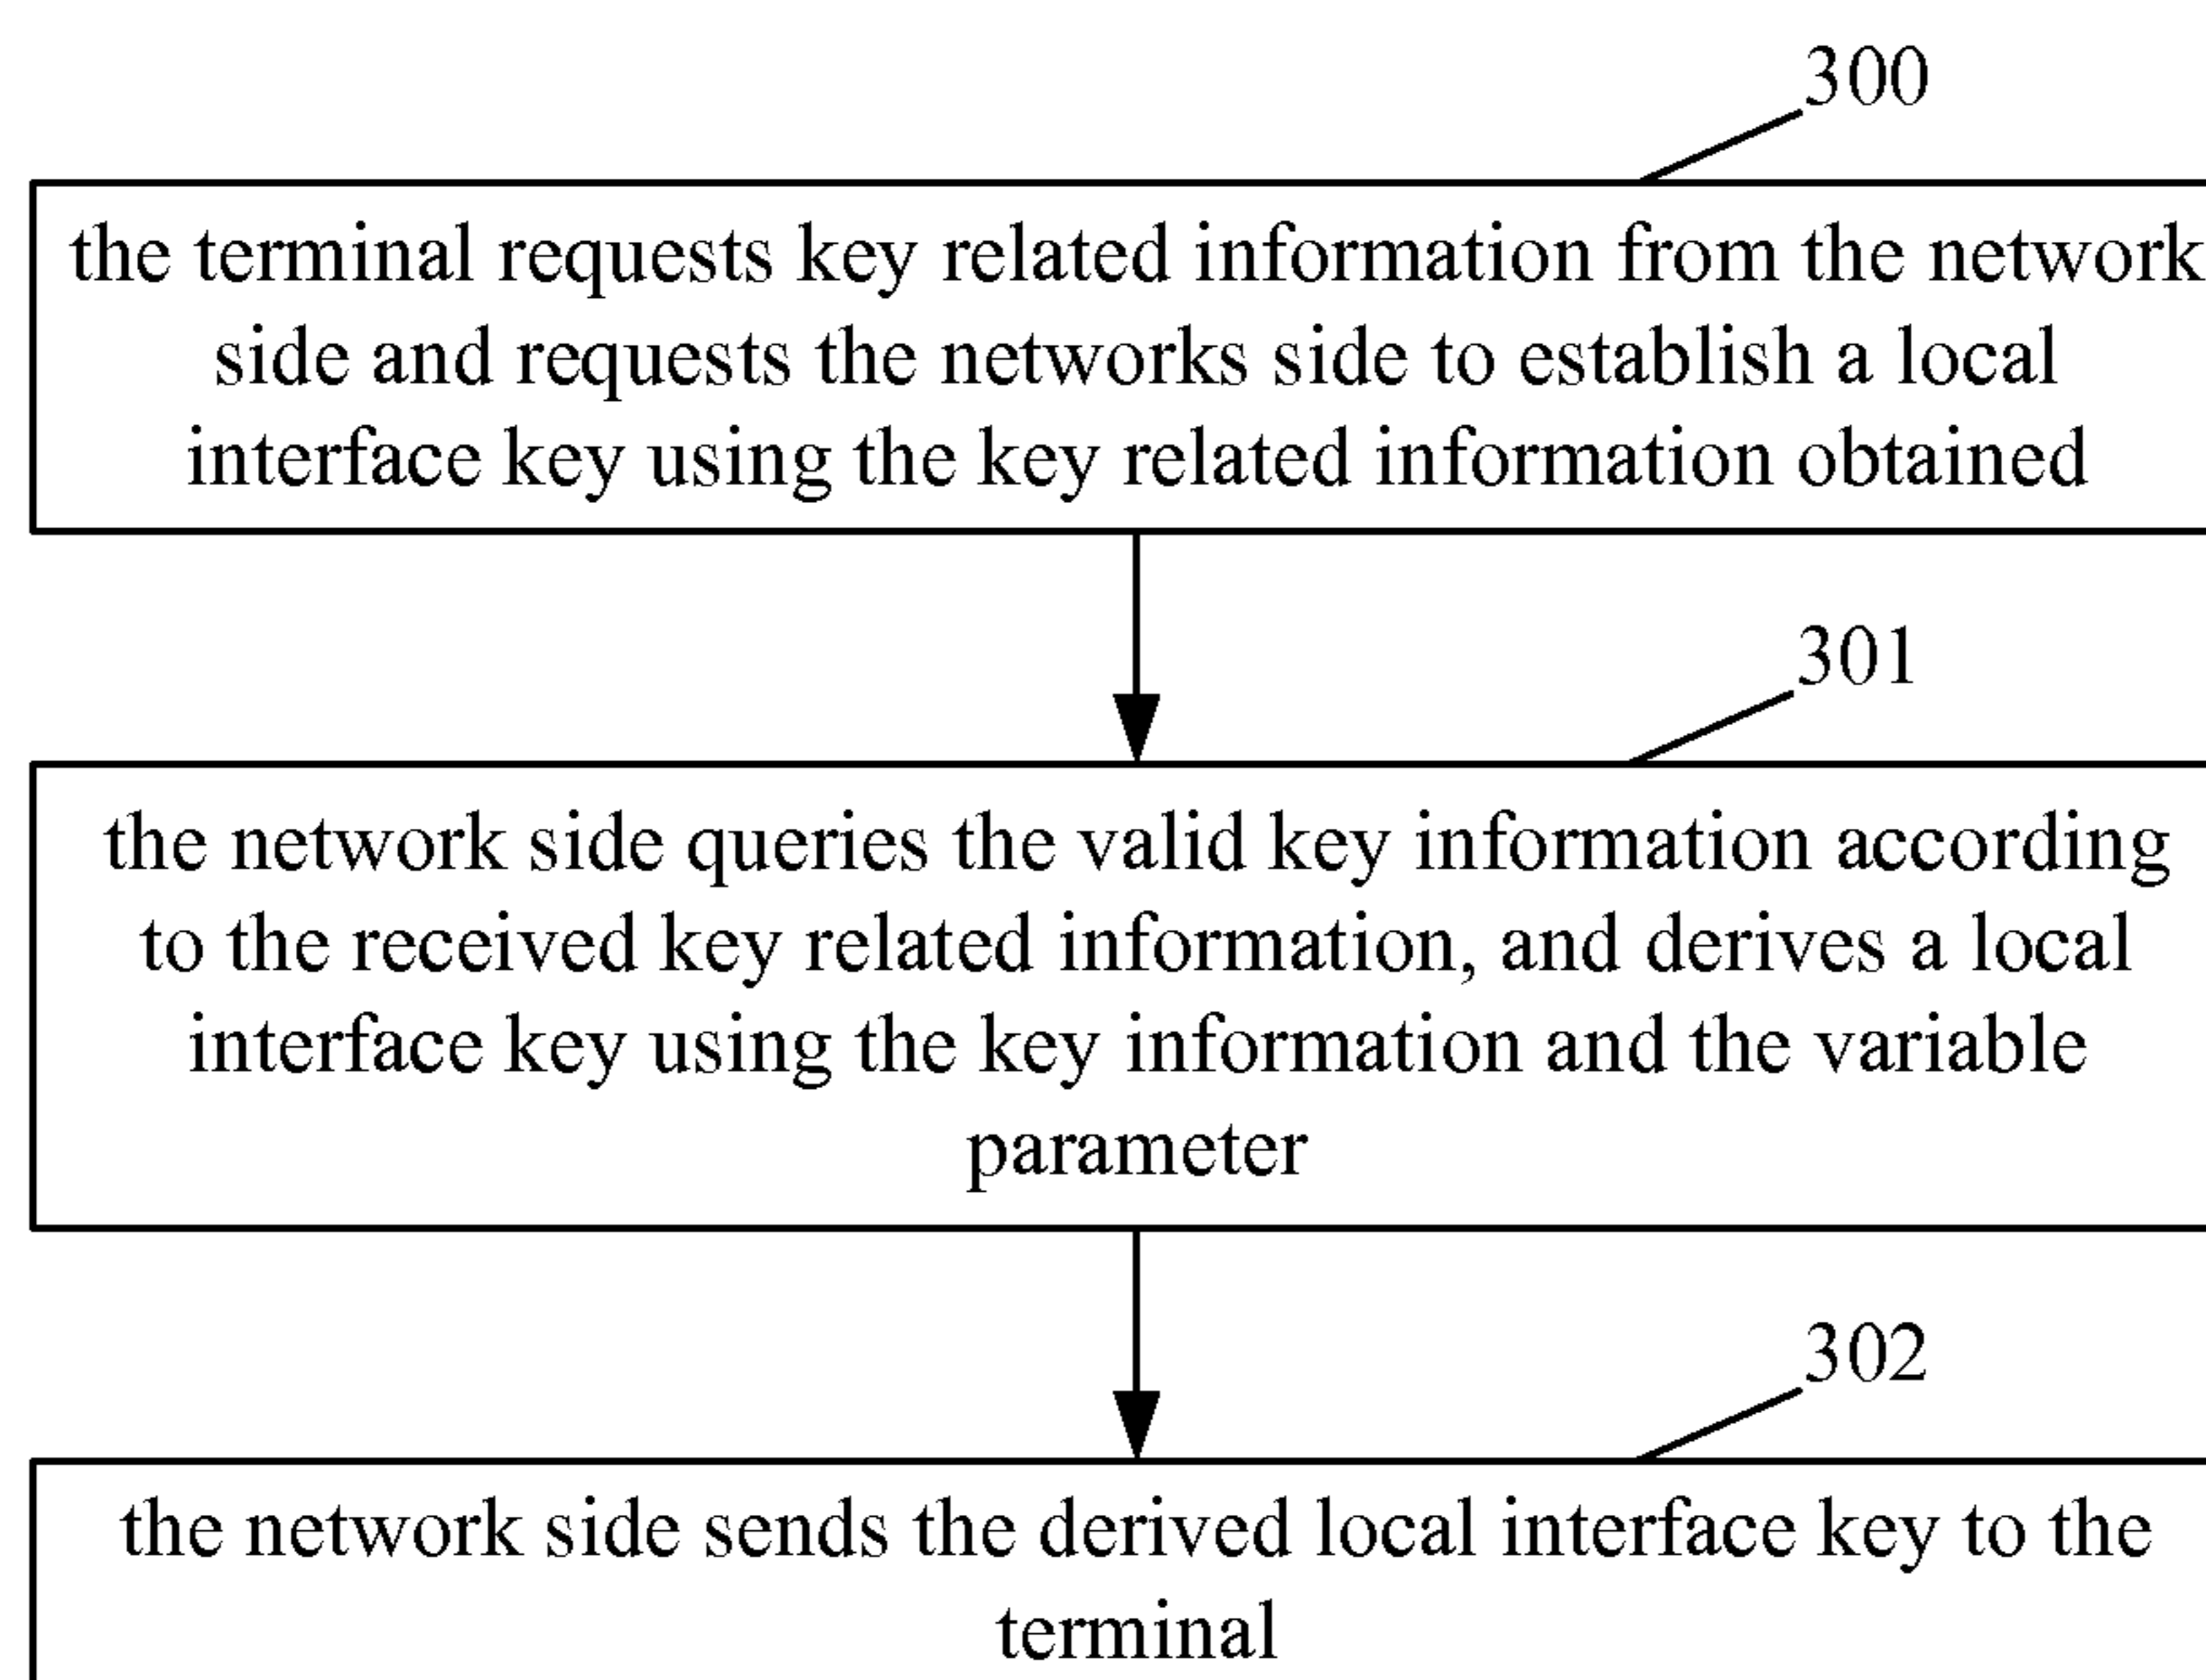 300
the terminal requests key related information from the network
side and requests the networks side to establish a local
interface key using the key related information obtained
301
the network side queries the valid key information according
to the received key related information, and derives a local
interface key using the key information and the variable
parameter
302
the network side sends the derived local interface key to the
terminal